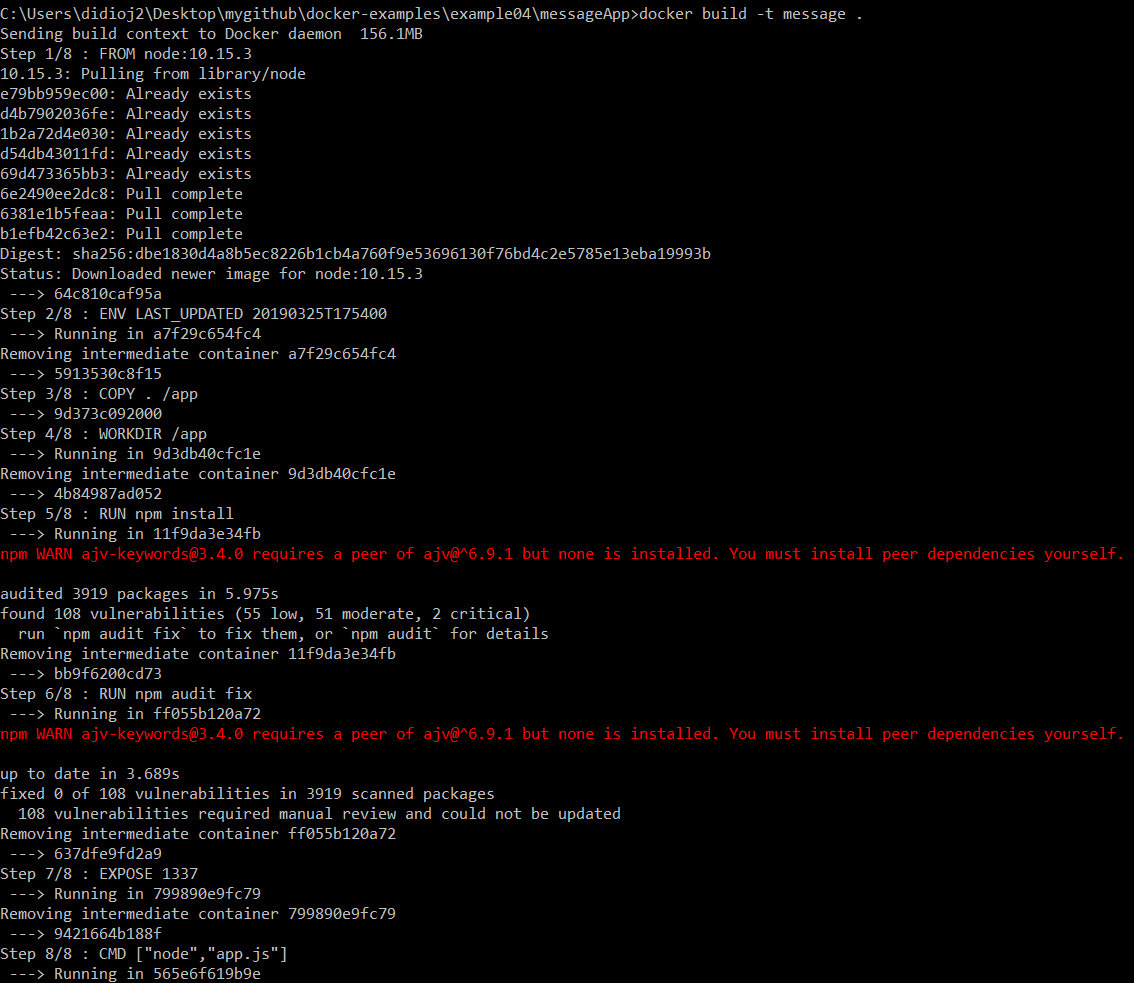 C:\Users\didioj2\Desktop\mygithub\docker-examples\example04\messageApp>docker build -t message .
Sending build context to Docker daemon  156.1MB
Step 1/8 : FROM node:10.15.3
10.15.3: Pulling from library/node
e79bb959ec00: Already exists
d4b7902036fe: Already exists
1b2a72d4e030: Already exists
d54db43011fd: Already exists
69d473365bb3: Already exists
6e2490ee2dc8: Pull complete
6381e1b5feaa: Pull complete
b1efb42c63e2: Pull complete
Digest: sha256:dbe1830d4a8b5ec8226b1cb4a760f9e53696130f76bd4c2e5785e13eba19993b
Status: Downloaded newer image for node:10.15.3
 ---> 64c810caf95a
Step 2/8 : ENV LAST_UPDATED 20190325T175400
 ---> Running in a7f29c654fc4
Removing intermediate container a7f29c654fc4
 ---> 5913530c8f15
Step 3/8 : COPY . /app
 ---> 9d373c092000
Step 4/8 : WORKDIR /app
 ---> Running in 9d3db40cfc1e
Removing intermediate container 9d3db40cfc1e
 ---> 4b84987ad052
Step 5/8 : RUN npm install
 ---> Running in 11f9da3e34fb
npm WARN ajv-keywords@3.4.0 requires a peer of ajv@^6.9.1 but none is installed. You must install peer dependencies yourself.
audited 3919 packages in 5.975s
found 108 vulnerabilities (55 low, 51 moderate, 2 critical)
  run `npm audit fix` to fix them, or `npm audit` for details
Removing intermediate container 11f9da3e34fb
 ---> bb9f6200cd73
Step 6/8 : RUN npm audit fix
 ---> Running in ff055b120a72
npm WARN ajv-keywords@3.4.0 requires a peer of ajv@^6.9.1 but none is installed. You must install peer dependencies yourself.
up to date in 3.689s
fixed 0 of 108 vulnerabilities in 3919 scanned packages
  108 vulnerabilities required manual review and could not be updated
Removing intermediate container ff055b120a72
 ---> 637dfe9fd2a9
Step 7/8 : EXPOSE 1337
 ---> Running in 799890e9fc79
Removing intermediate container 799890e9fc79
 ---> 9421664b188f
Step 8/8 : CMD ["node","app.js"]
 ---> Running in 565e6f619b9e